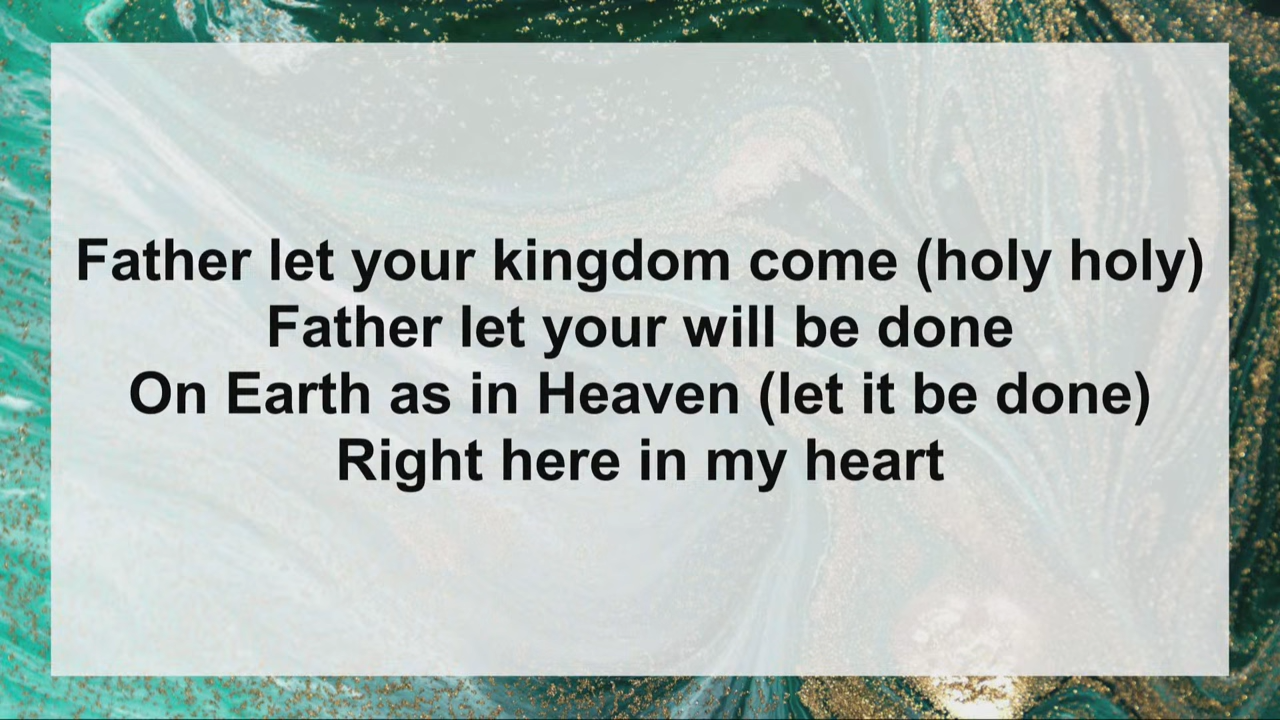 Father let your kingdom come (holy holy)
Father let your will be done
On Earth as in Heaven (let it be done)
Right here in my heart